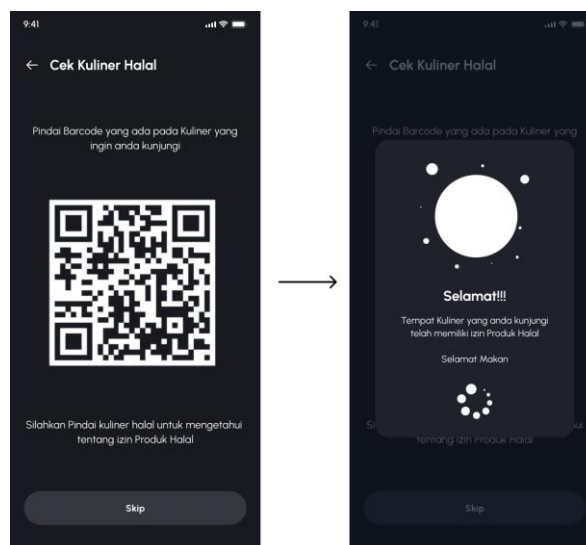 9:41
← Cek Kuliner Halal
Pindai Barcode yang ada pada Kuliner yang
ingin anda kunjungi
Silahkan Pindai kuliner halal untuk mengetahui
tentang izin Produk Halal
Skip
9:41
← Cek Kuliner Halal
Pindai Barcode yang ada pada Kuliner yang
Selamat!!!
Tempat Kuliner yang anda kunjungi
telah memiliki izin Produk Halal
Selamat Makan
tentang izin Produk Halal
Skip